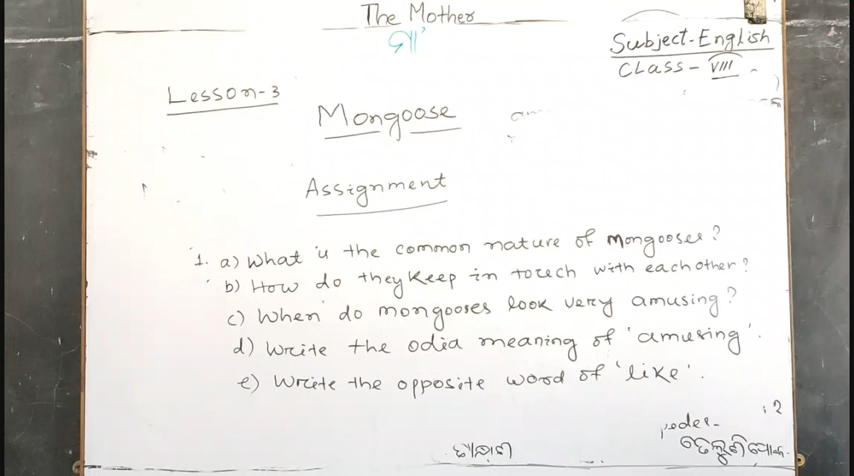 The Mother
ମା
Subject-English
CLASS-VIII
Lesson-3
Mongoose
Assignment
1. a) What is the common nature of mongooses?
b) How do they keep in touch with each other?
c) When do mongooses look very amusing?
d) Write the odia meaning of 'amusing'.
e) Write the opposite word of 'like'.